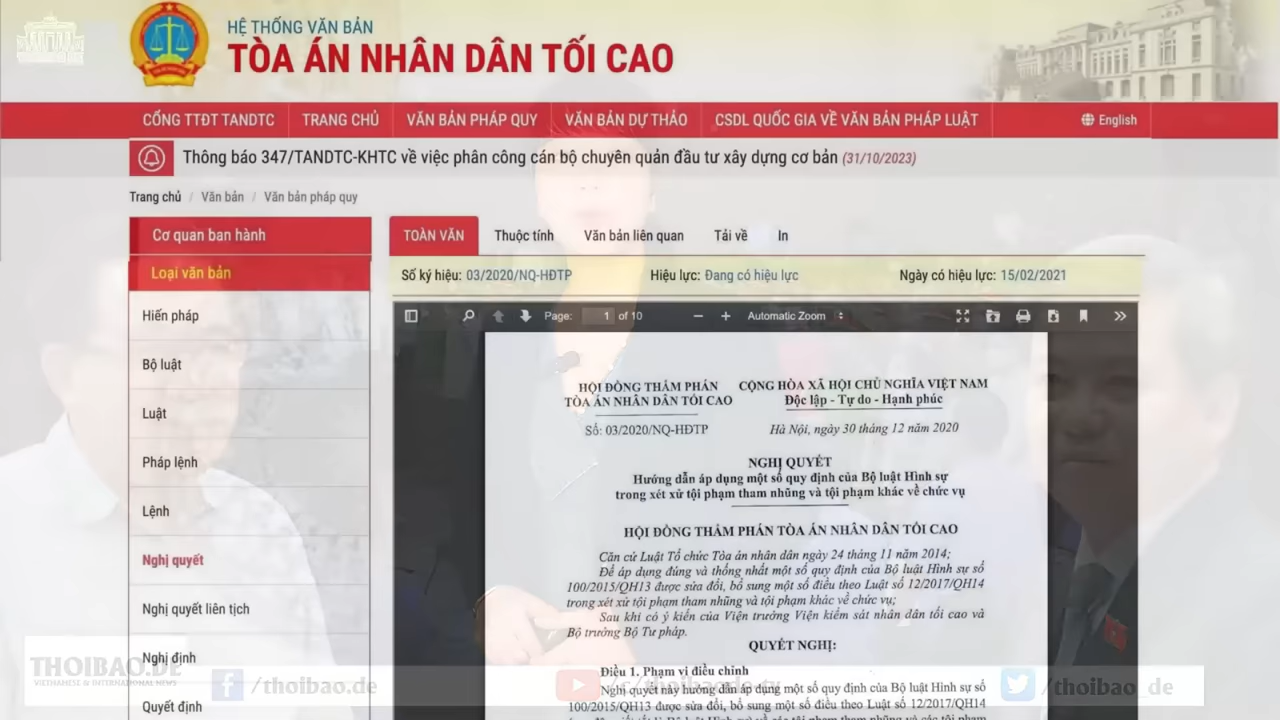 HỆ THỐNG VĂN BẢN
TÒA ÁN NHÂN DÂN TỐI CAO
CỔNG TTĐT TANDTC TRANG CHỦ VĂN BẢN PHÁP QUY VĂN BẢN DỰ THẢO CSDL QUỐC GIA VỀ VĂN BẢN PHÁP LUẬT English
Thông báo 347/TANDTC-KHTC về việc phân công cán bộ chuyên quản đầu tư xây dựng cơ bản (31/10/2023)
Trang chủ / Văn bản / Văn bản pháp quy
Cơ quan ban hành
Loại văn bản
Hiến pháp
Bộ luật
Luật
Pháp lệnh
Lệnh
Nghị quyết
Nghị quyết liên tịch
Nghị định
Quyết định
TOÀN VĂN Thuộc tính Văn bản liên quan Tải về In
Số ký hiệu: 03/2020/NQ-HĐTP Hiệu lực: Đang có hiệu lực Ngày có hiệu lực: 15/02/2021
Page: 1 of 10 Automatic Zoom
HỘI ĐỒNG THẨM PHÁN CỘNG HÒA XÃ HỘI CHỦ NGHĨA VIỆT NAM
TÒA ÁN NHÂN DÂN TỐI CAO Độc lập - Tự do - Hạnh phúc
Số: 03/2020/NQ-HĐTP Hà Nội, ngày 30 tháng 12 năm 2020
NGHỊ QUYẾT
Hướng dẫn áp dụng một số quy định của Bộ luật Hình sự
trong xét xử tội phạm tham nhũng và tội phạm khác về chức vụ
HỘI ĐỒNG THẨM PHÁN TÒA ÁN NHÂN DÂN TỐI CAO
Căn cứ Luật Tổ chức Tòa án nhân dân ngày 24 tháng 11 năm 2014;
Để áp dụng đúng và thống nhất một số quy định của Bộ luật Hình sự số
100/2015/QH13 được sửa đổi, bổ sung một số điều theo Luật số 12/2017/QH14
trong xét xử tội phạm tham nhũng và tội phạm khác về chức vụ;
Sau khi có ý kiến của Viện trưởng Viện kiểm sát nhân dân tối cao và
Bộ trưởng Bộ Tư pháp.
QUYẾT NGHỊ:
Điều 1. Phạm vi điều chỉnh
Nghị quyết này hướng dẫn áp dụng một số quy định của Bộ luật Hình sự số
100/2015/QH13 được sửa đổi, bổ sung một số điều theo Luật số 12/2017/QH14
THOIBAO.DE
VIETNAMESE & INTERNATIONAL NEWS
/thoibao.de /thoibao.de.tv /thoibao_de